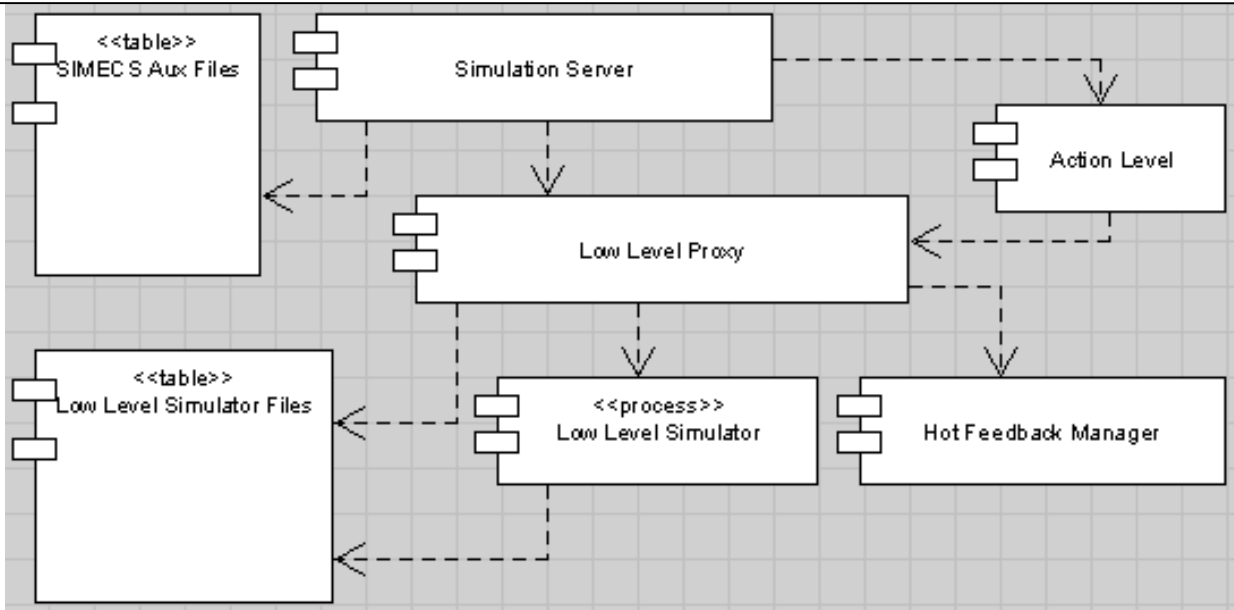 <<table>>
SIMECS Aux Files
Simulation Server
Action Level
Low Level Proxy
<<table>>
Low Level Simulator Files
<<process>>
Low Level Simulator
Hot Feedback Manager